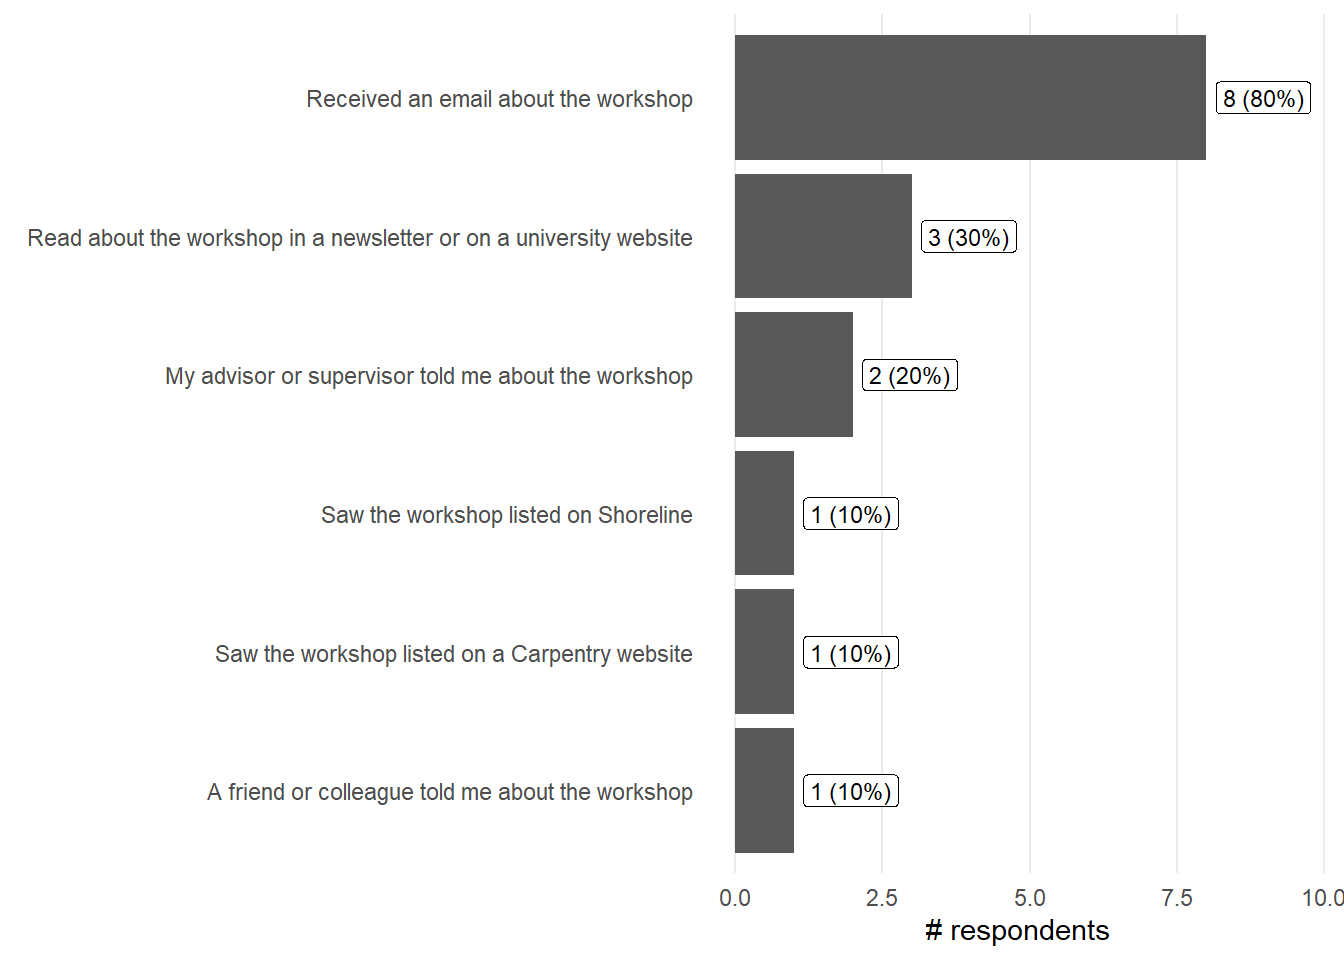 Received an email about the workshop
8 (80%)
Read about the workshop in a newsletter or on a university website
3 (30%)
My advisor or supervisor told me about the workshop
2 (20%)
Saw the workshop listed on Shoreline
1 (10%)
Saw the workshop listed on a Carpentry website
1 (10%)
A friend or colleague told me about the workshop
1 (10%)
0.0 2.5 5.0 7.5 10.0
# respondents